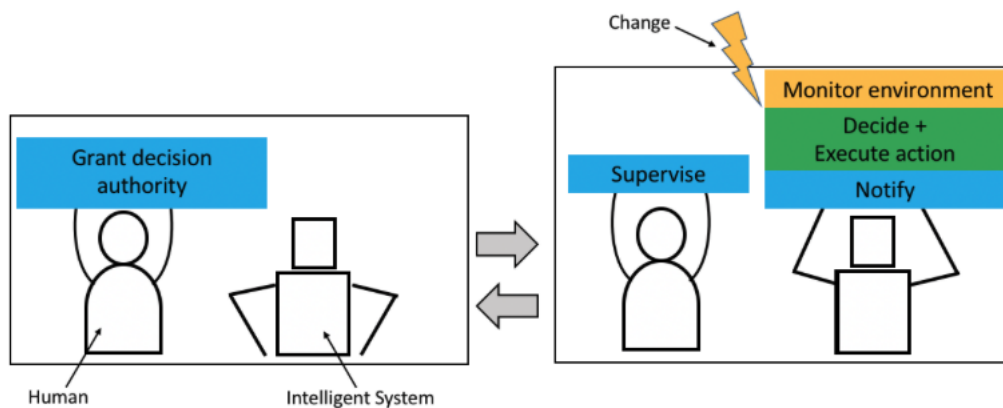 Change
Monitor environment
Decide +
Execute action
Notify
Supervise
Grant decision
authority
Human
Intelligent System